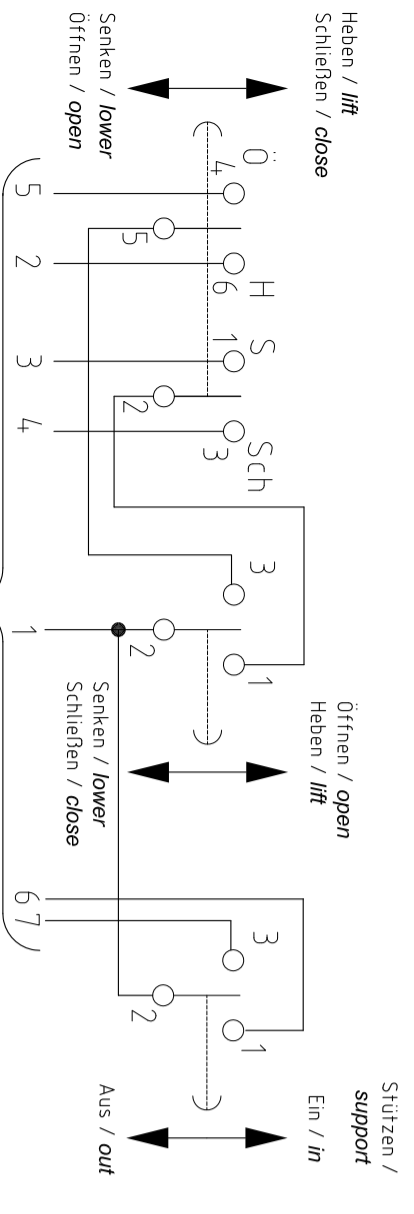 Heben / lift
Schließen / close
Öffnen / open
Heben / lift
Stützen /
support
Ein / in
Ö H S Sch
4 6 1 3
3 1
3 1
5 2 2 2
Senken / lower
Öffnen / open
Senken / lower
Schließen / close
Aus / out
5 2 3 4 1 6 7